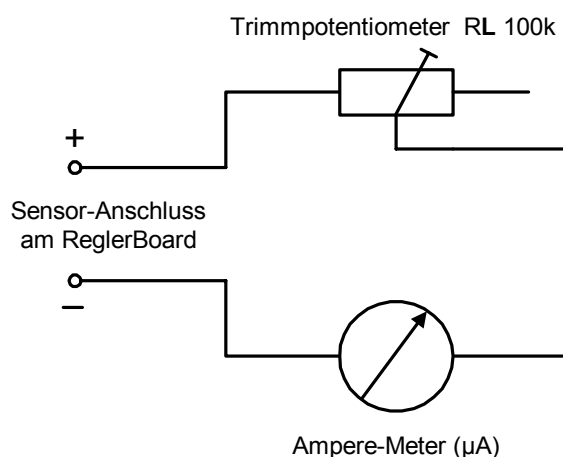 Trimmpotentiometer RL 100k
+
Sensor-Anschluss
am ReglerBoard
–
Ampere-Meter (µA)